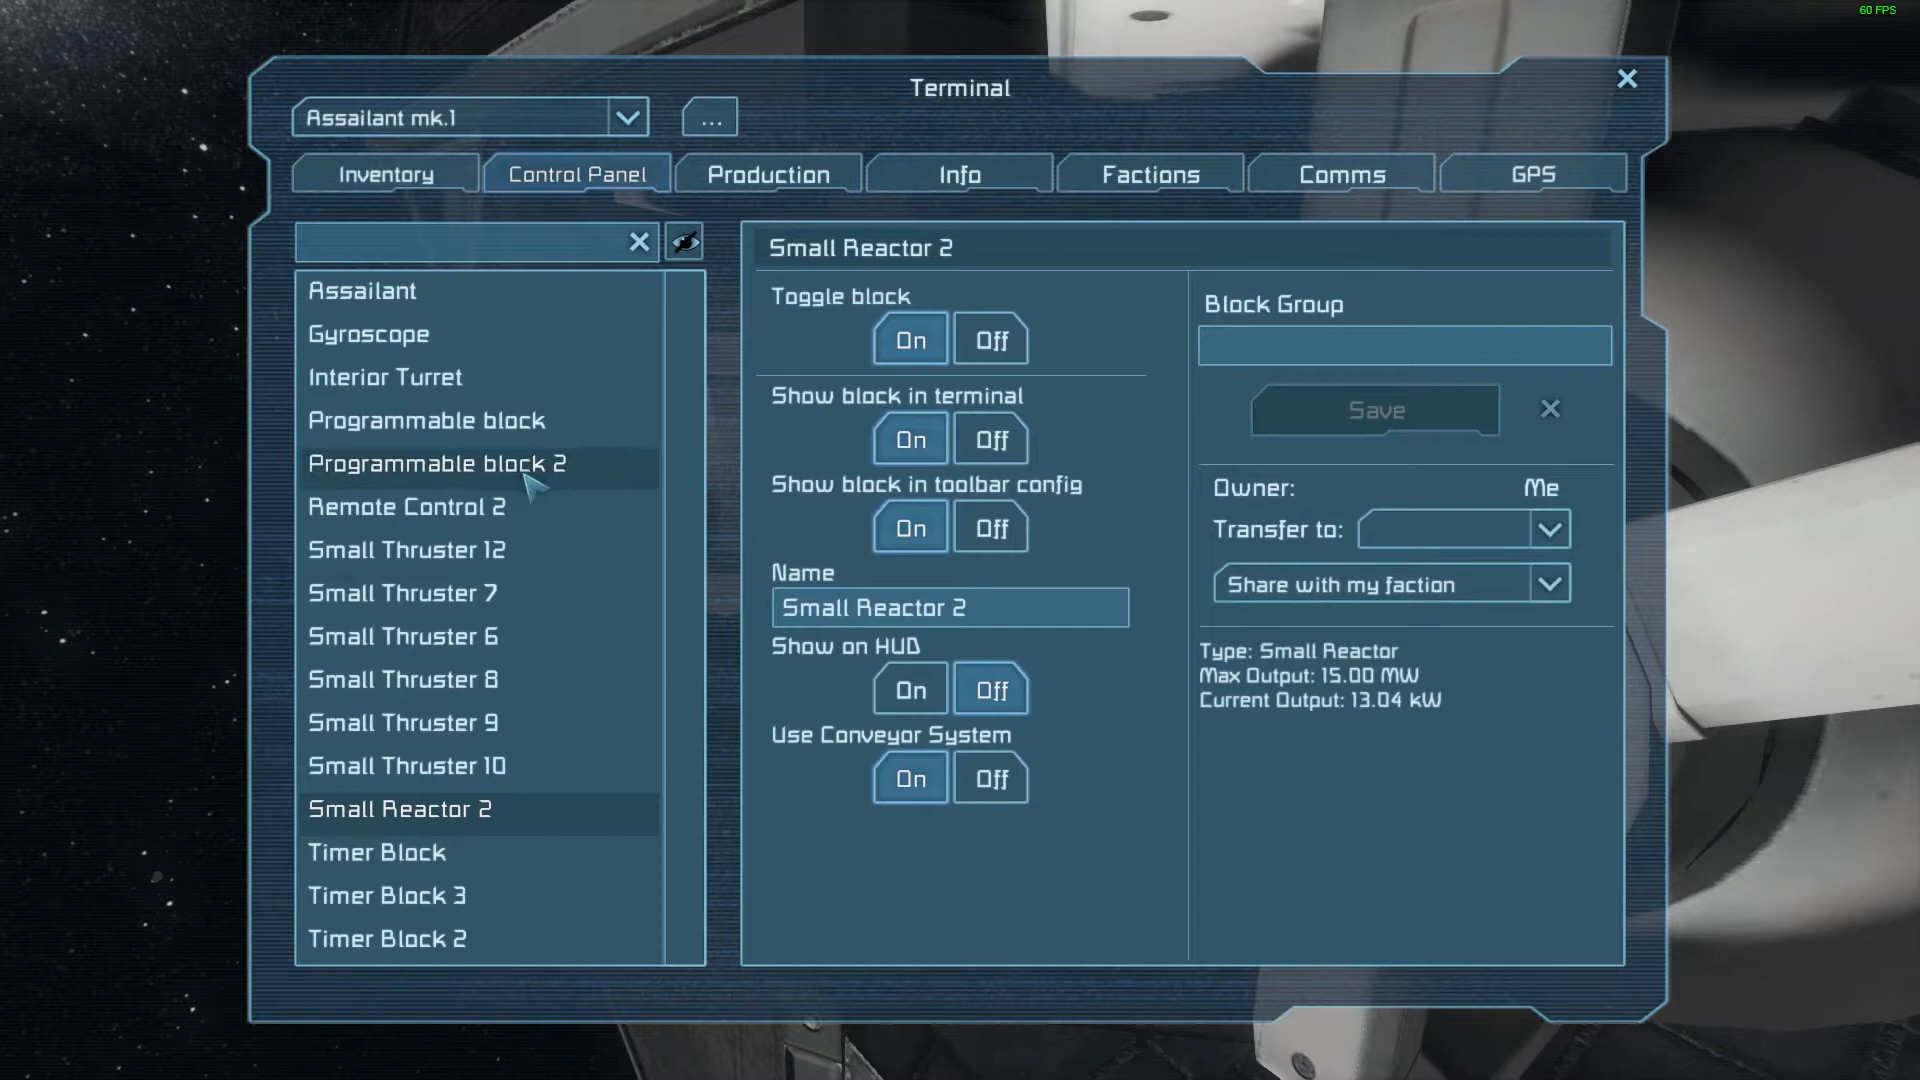 60 FPS
Terminal
Assailant mk.1
...
Inventory
Control Panel
Production
Info
Factions
Comms
GPS
Assailant
Gyroscope
Interior Turret
Programmable block
Programmable block 2
Remote Control 2
Small Thruster 12
Small Thruster 7
Small Thruster 6
Small Thruster 8
Small Thruster 9
Small Thruster 10
Small Reactor 2
Timer Block
Timer Block 3
Timer Block 2
Small Reactor 2
Toggle block
On Off
Show block in terminal
On Off
Show block in toolbar config
On Off
Name
Small Reactor 2
Show on HUD
On Off
Use Conveyor System
On Off
Block Group
Save
Owner: Me
Transfer to:
Share with my faction
Type: Small Reactor
Max Output: 15.00 MW
Current Output: 13.04 kW